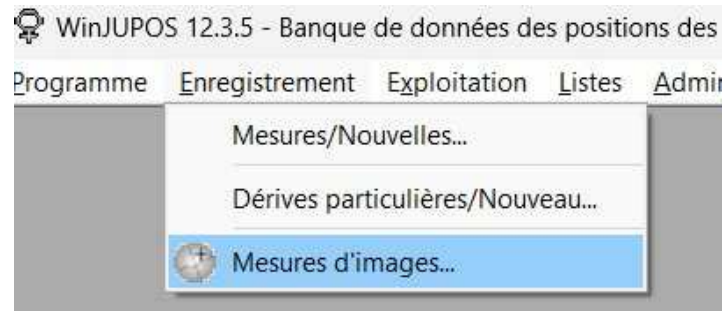 WinJUPOS 12.3.5 - Banque de données des positions des
Programme Enregistrement Exploitation Listes Admin
Mesures/Nouvelles...
Dérives particulières/Nouveau...
Mesures d'images...